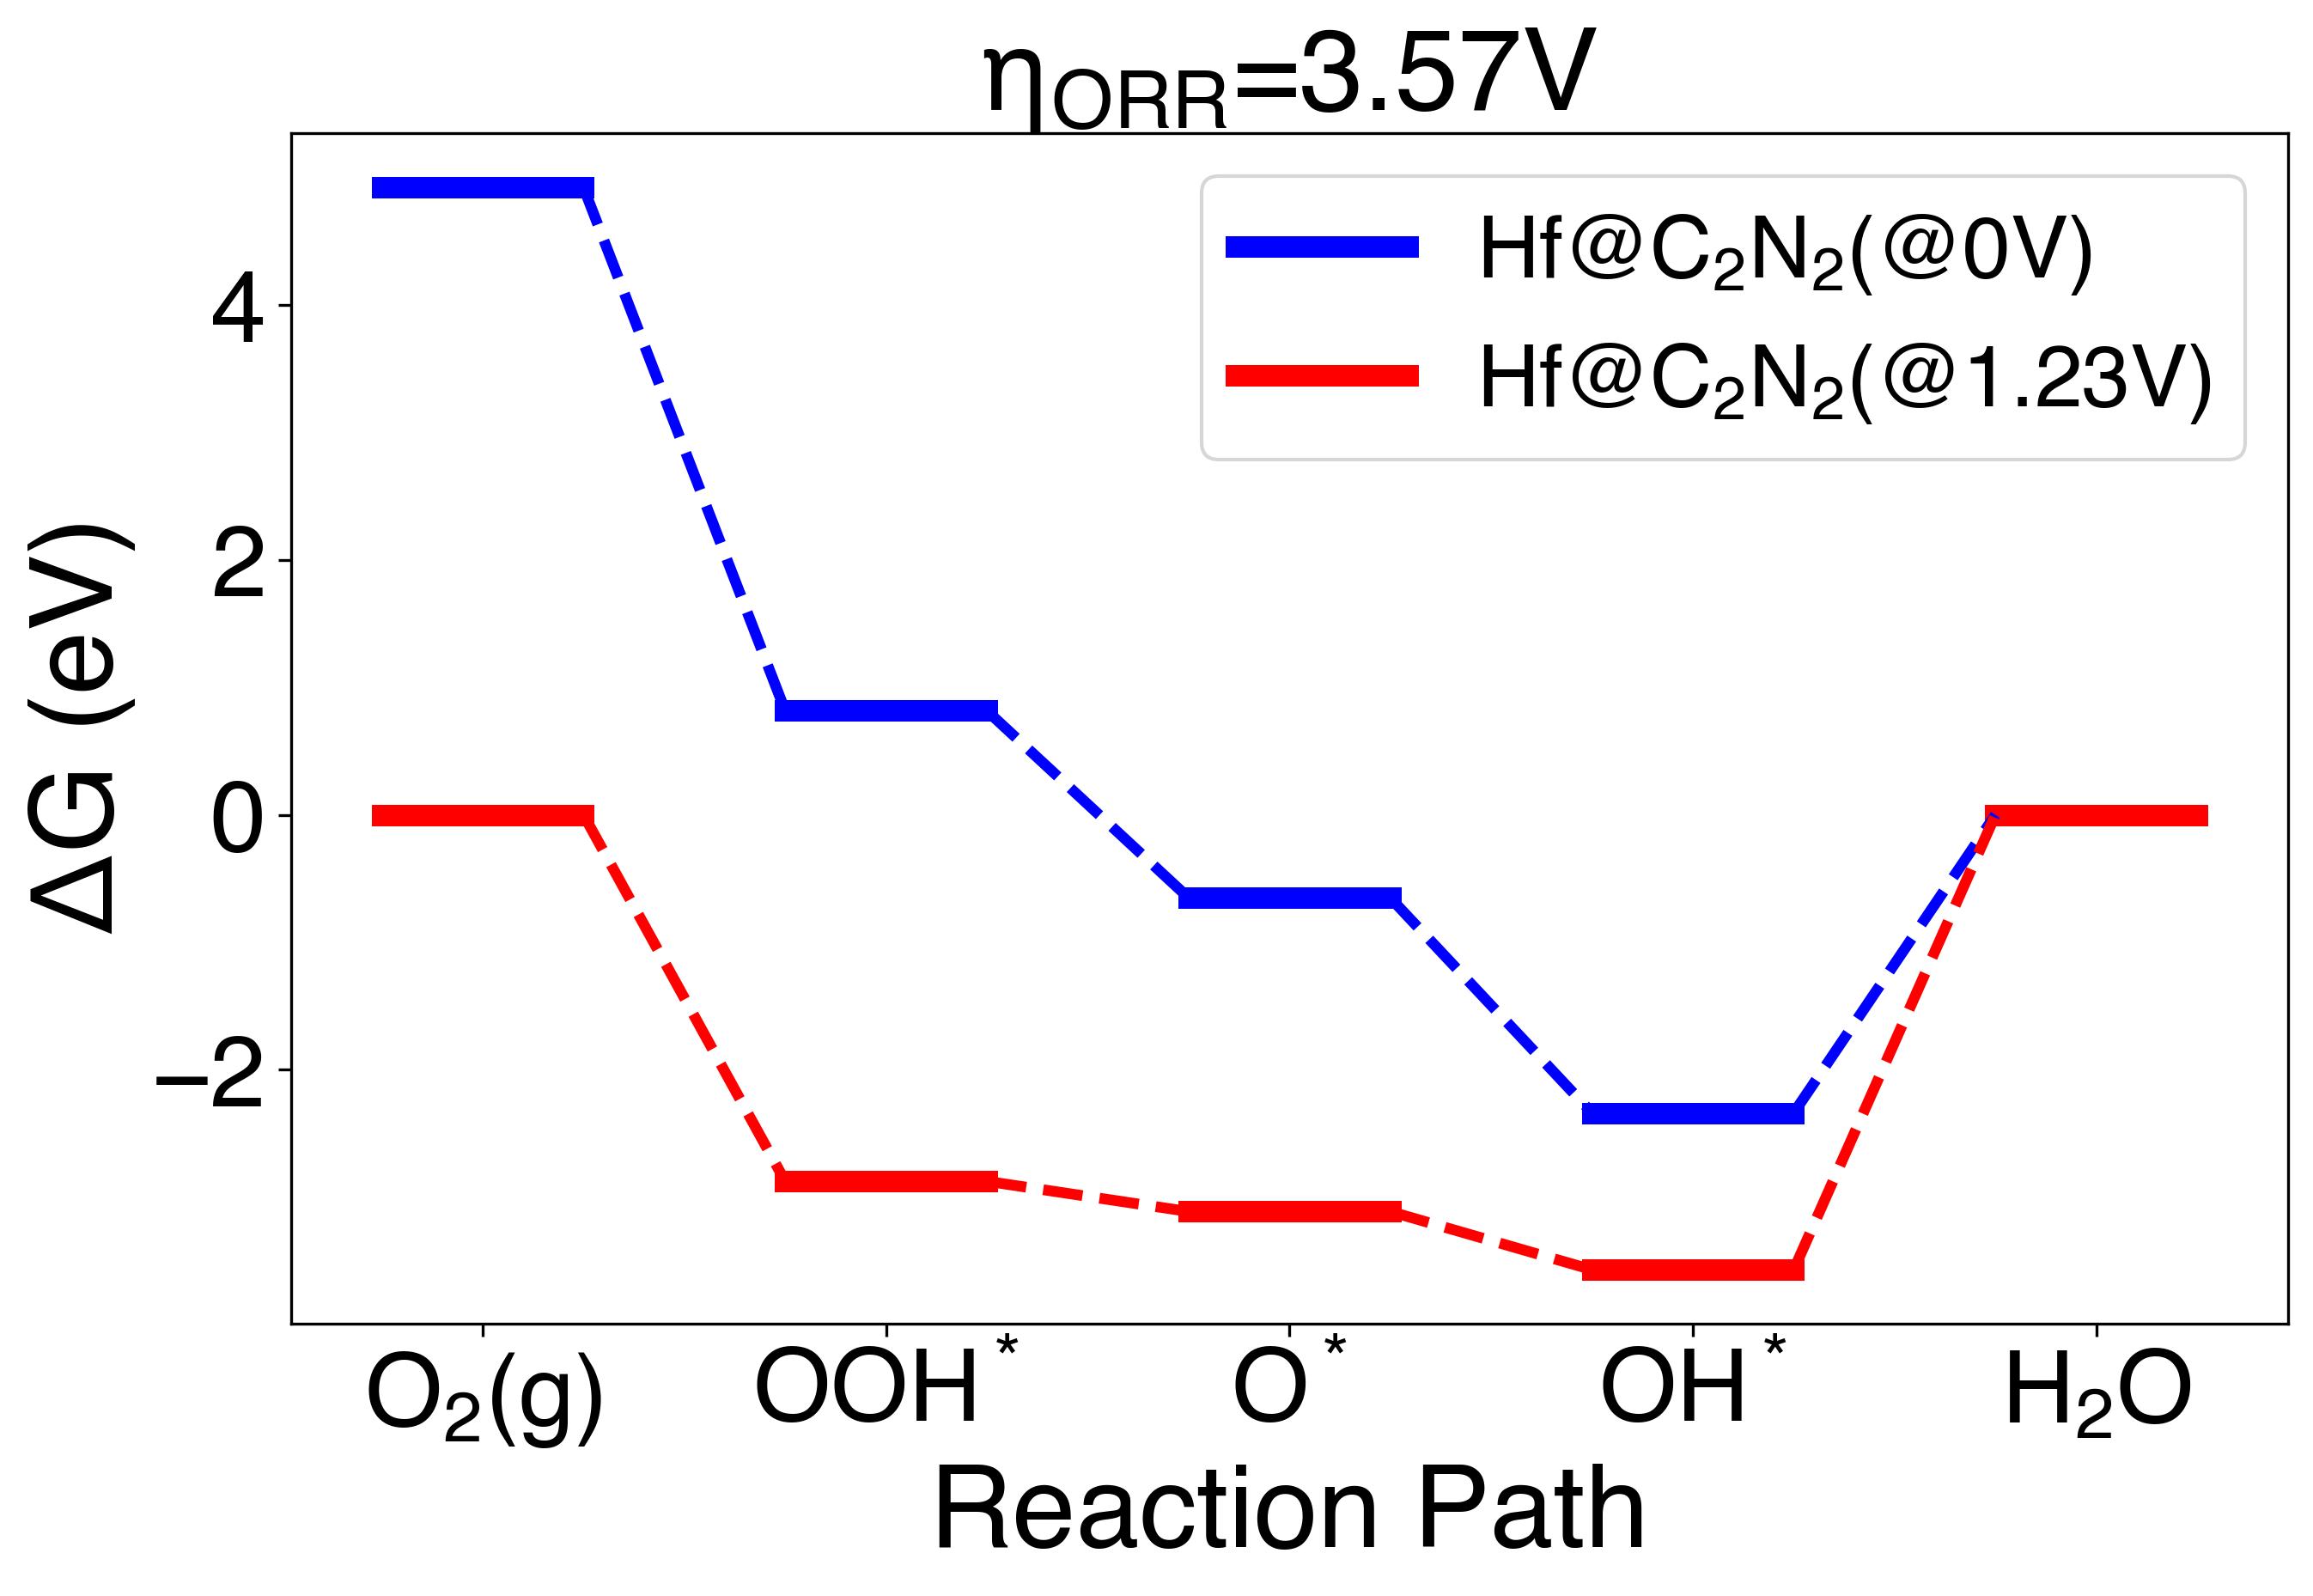 η_ORR=3.57V
Hf@C₂N₂(@0V)
Hf@C₂N₂(@1.23V)
ΔG (eV)
4
2
0
−2
O₂(g) OOH* O* OH* H₂O
Reaction Path